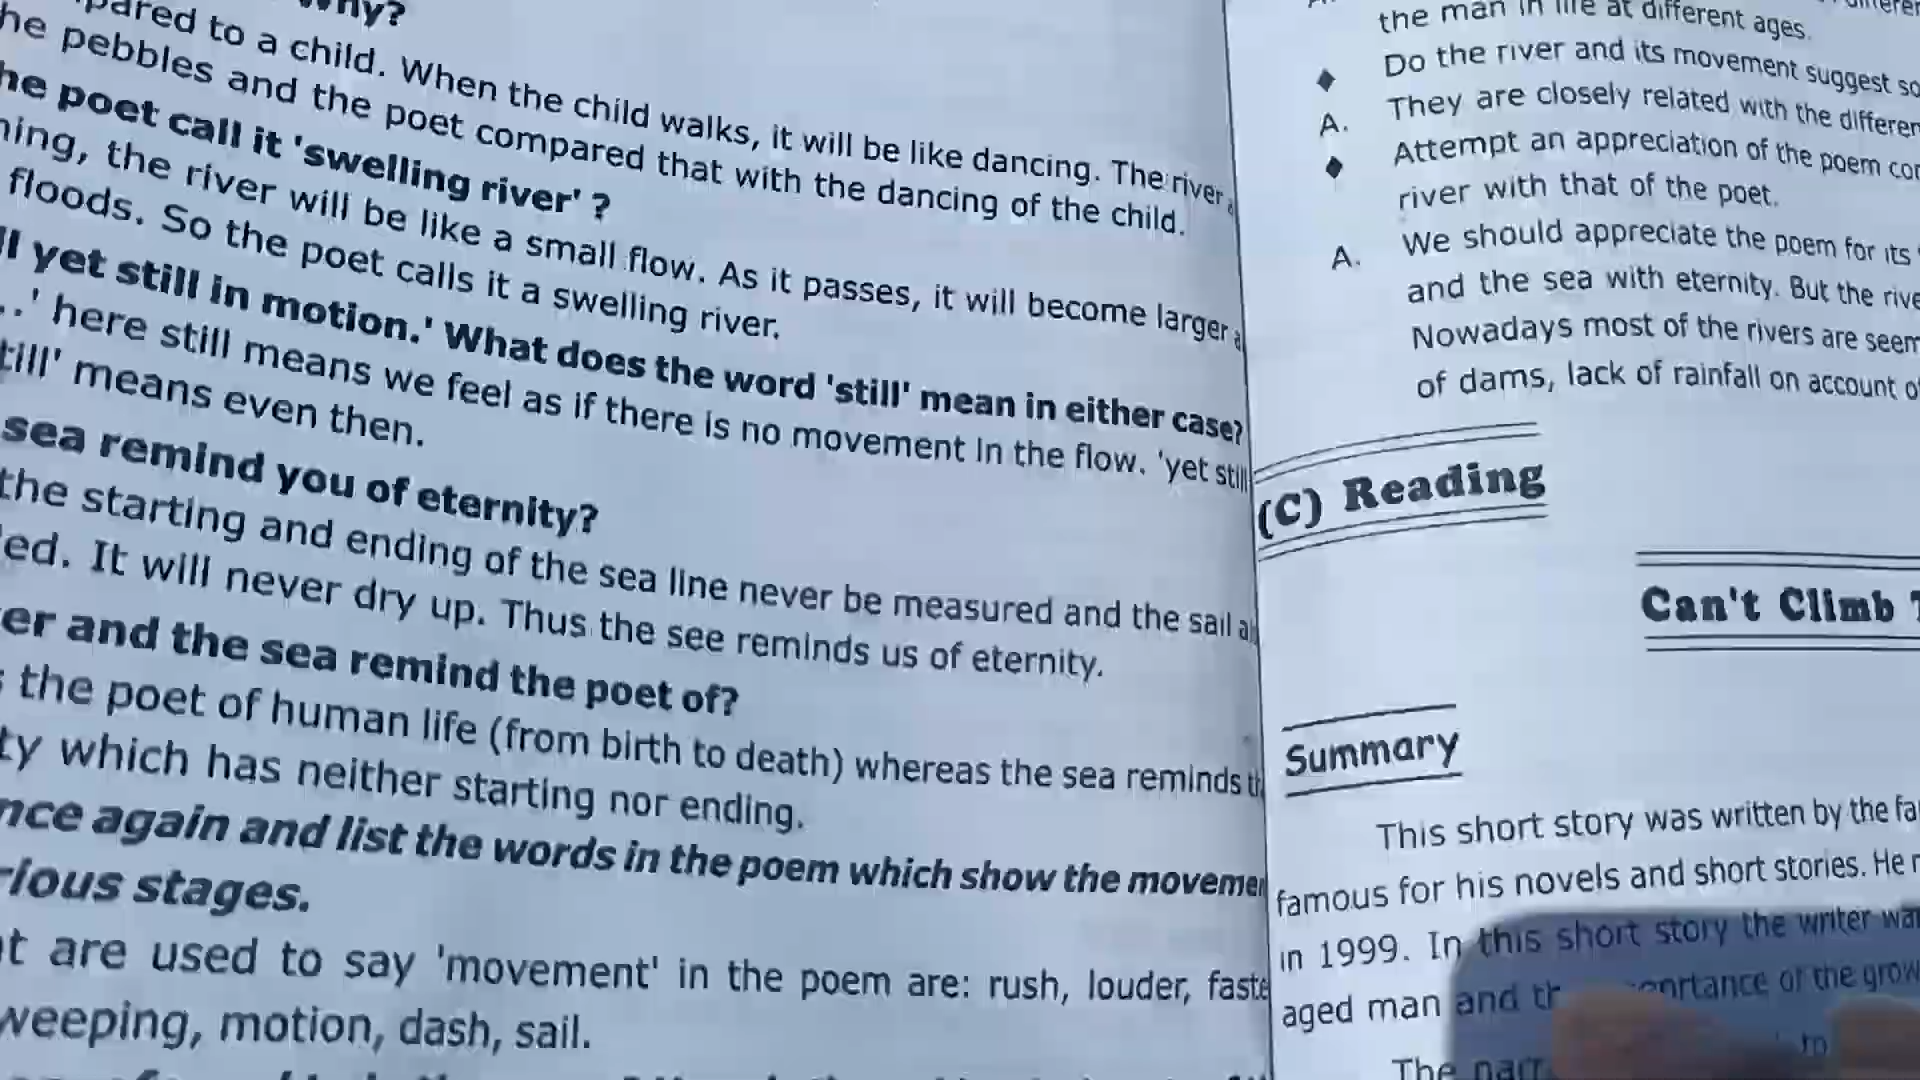 Why?
pared to a child. When the child walks, it will be like dancing. The river
he pebbles and the poet compared that with the dancing of the child.
he poet call it 'swelling river' ?
ning, the river will be like a small flow. As it passes, it will become larger
floods. So the poet calls it a swelling river.
ll yet still in motion.' What does the word 'still' mean in either case?
..' here still means we feel as if there is no movement In the flow. 'yet still
till' means even then.
sea remind you of eternity?
the starting and ending of the sea line never be measured and the sail
ed. It will never dry up. Thus the see reminds us of eternity.
er and the sea remind the poet of?
the poet of human life (from birth to death) whereas the sea reminds
ty which has neither starting nor ending.
nce again and list the words in the poem which show the movemen
rious stages.
t are used to say 'movement' in the poem are: rush, louder, faste
weeping, motion, dash, sail.
the man in life at different ages.
♦ Do the river and its movement suggest so
A. They are closely related with the differen
♦ Attempt an appreciation of the poem co
river with that of the poet.
A. We should appreciate the poem for its
and the sea with eternity. But the rive
Nowadays most of the rivers are seem
of dams, lack of rainfall on account o
(C) Reading
Can't Climb T
Summary
This short story was written by the fa
famous for his novels and short stories. He
in 1999. In this short story the writer wa
aged man and of the grow
The narr